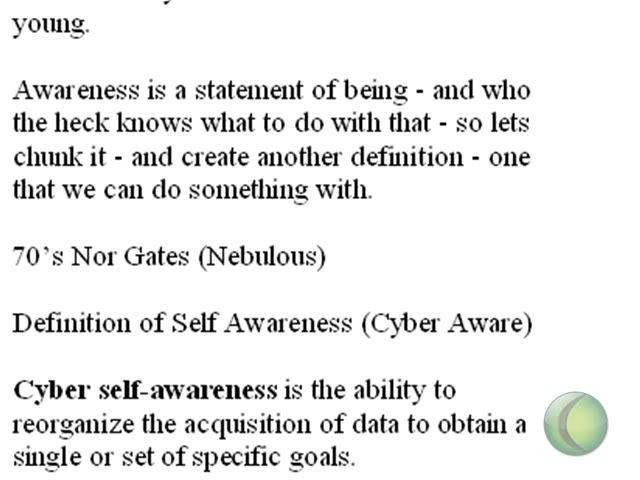 young.
Awareness is a statement of being - and who
the heck knows what to do with that - so lets
chunk it - and create another definition - one
that we can do something with.
70's Nor Gates (Nebulous)
Definition of Self Awareness (Cyber Aware)
Cyber self-awareness is the ability to
reorganize the acquisition of data to obtain a
single or set of specific goals.